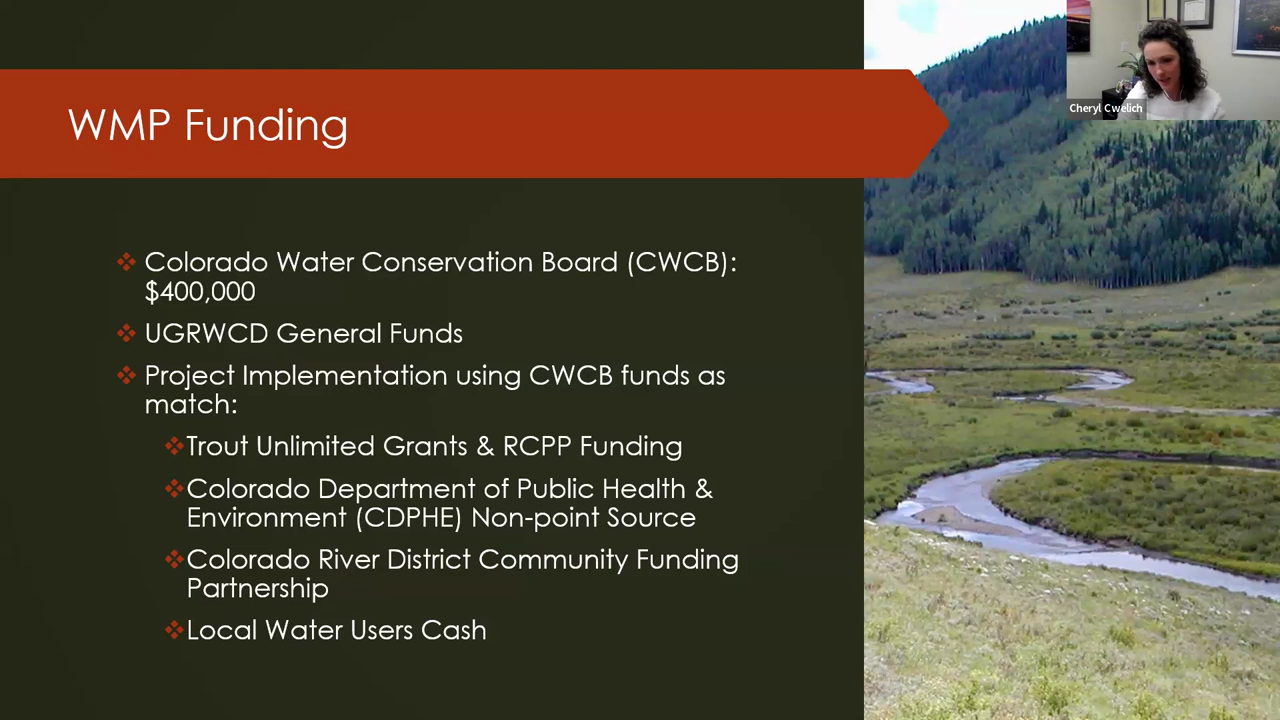 WMP Funding
Cheryl Cwelich
Colorado Water Conservation Board (CWCB):
$400,000
UGRWCD General Funds
Project Implementation using CWCB funds as
match:
Trout Unlimited Grants & RCPP Funding
Colorado Department of Public Health &
Environment (CDPHE) Non-point Source
Colorado River District Community Funding
Partnership
Local Water Users Cash